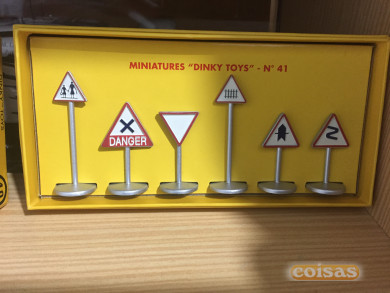 MINIATURES "DINKY TOYS" - N° 41
DANGER
coisas